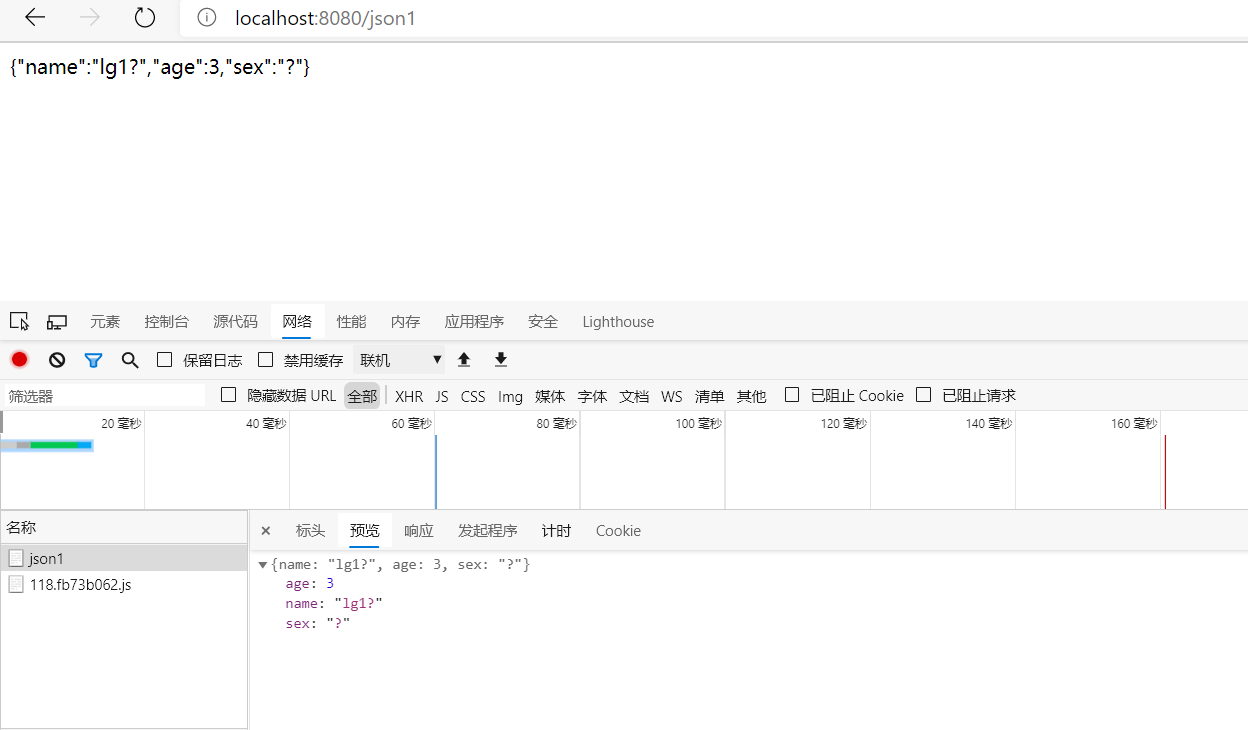 localhost:8080/json1
{"name":"lg1?","age":3,"sex":"?"}
元素 控制台 源代码 网络 性能 内存 应用程序 安全 Lighthouse
保留日志 禁用缓存 联机
筛选器 隐藏数据 URL 全部 XHR JS CSS Img 媒体 字体 文档 WS 清单 其他 已阻止 Cookie 已阻止请求
20 毫秒 40 毫秒 60 毫秒 80 毫秒 100 毫秒 120 毫秒 140 毫秒 160 毫秒
名称
json1
118.fb73b062.js
× 标头 预览 响应 发起程序 计时 Cookie
▼{name: "lg1?", age: 3, sex: "?"}
age: 3
name: "lg1?"
sex: "?"